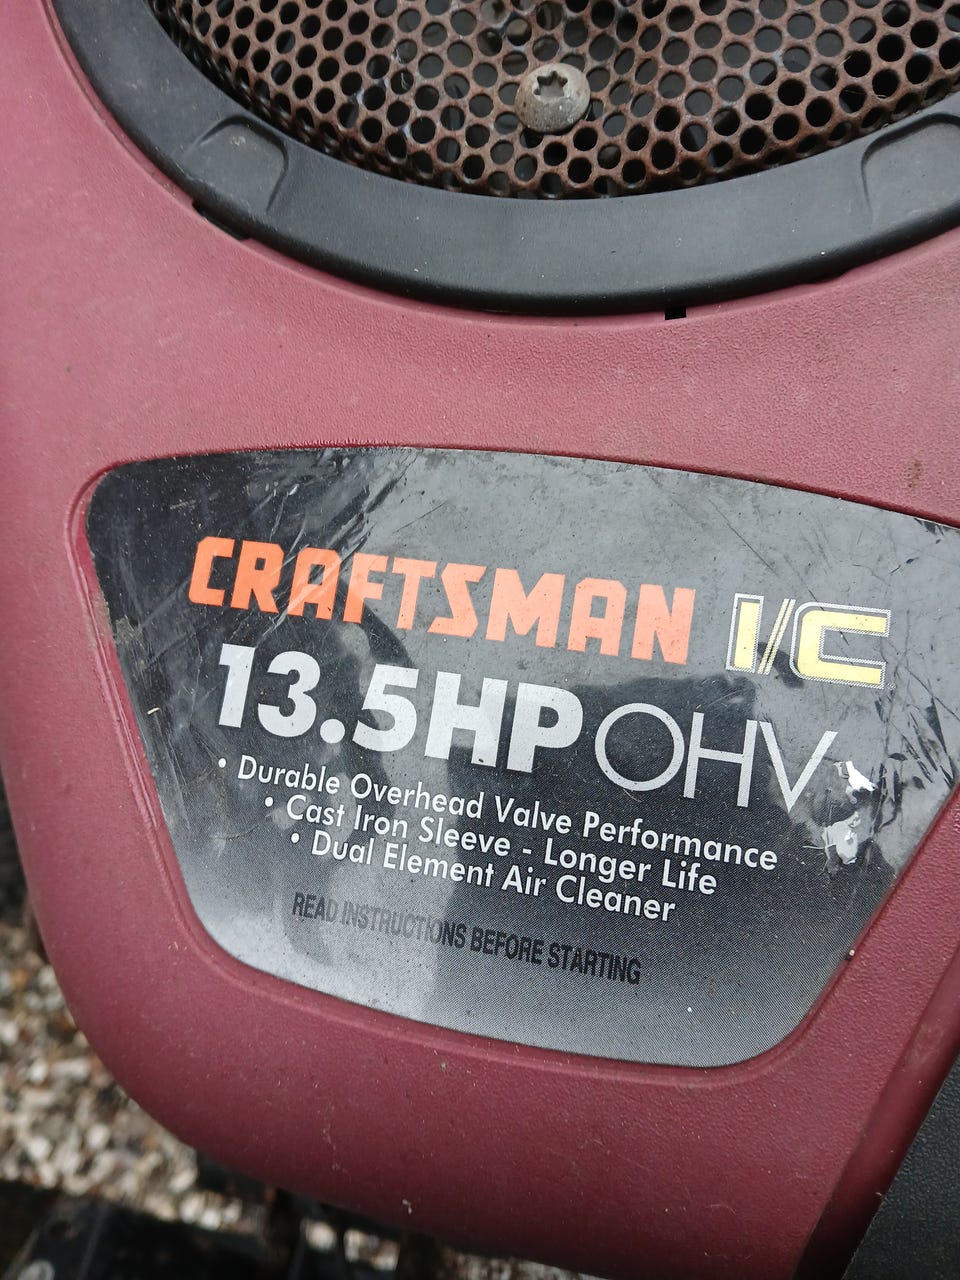 CRAFTSMAN I/C
13.5HP OHV
• Durable Overhead Valve Performance
• Cast Iron Sleeve - Longer Life
• Dual Element Air Cleaner
READ INSTRUCTIONS BEFORE STARTING